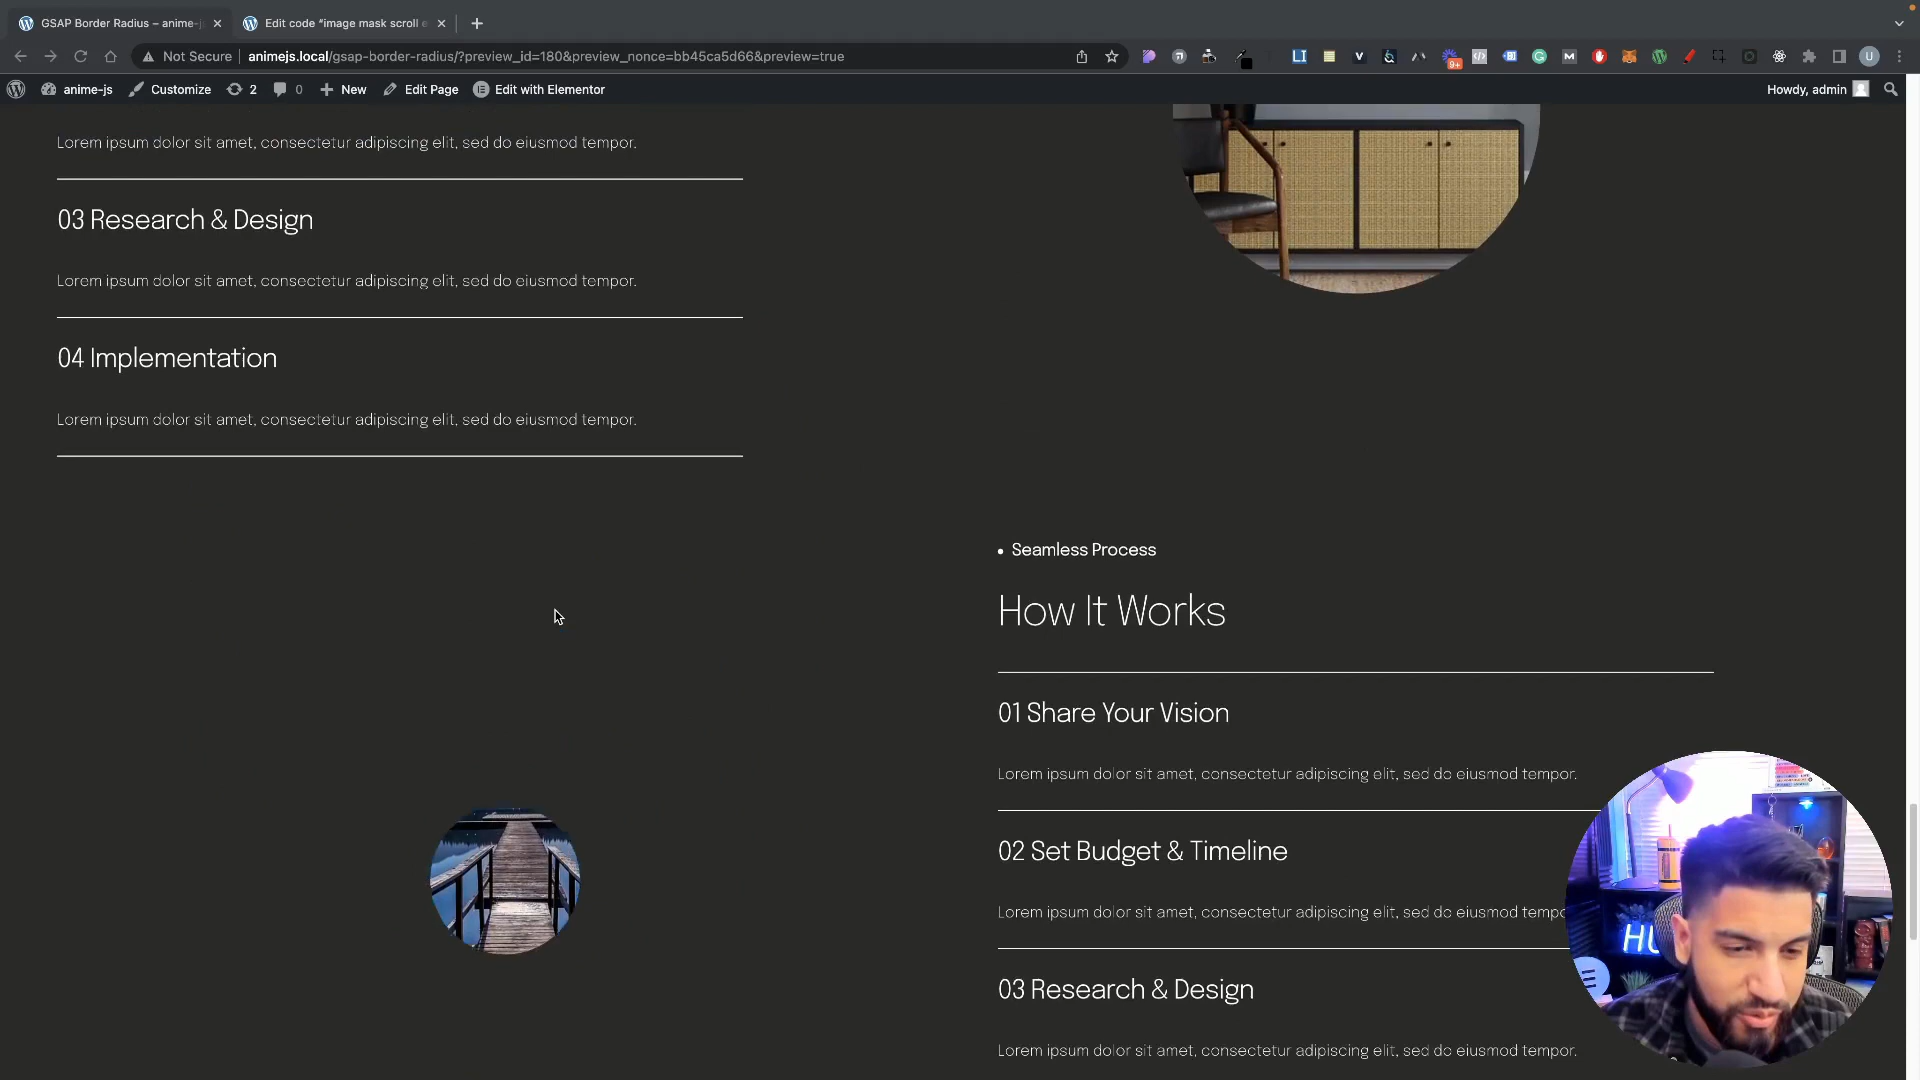 GSAP Border Radius – anime-j
Edit code "image mask scroll e
Not Secure
animejs.local/gsap-border-radius/?preview_id=180&preview_nonce=bb45ca5d66&preview=true
9+
anime-js
Customize
2
0
New
Edit Page
Edit with Elementor
Howdy, admin
Lorem ipsum dolor sit amet, consectetur adipiscing elit, sed do eiusmod tempor.
03 Research & Design
Lorem ipsum dolor sit amet, consectetur adipiscing elit, sed do eiusmod tempor.
04 Implementation
Lorem ipsum dolor sit amet, consectetur adipiscing elit, sed do eiusmod tempor.
Seamless Process
How It Works
01 Share Your Vision
Lorem ipsum dolor sit amet, consectetur adipiscing elit, sed do eiusmod tempor.
02 Set Budget & Timeline
Lorem ipsum dolor sit amet, consectetur adipiscing elit, sed do eiusmod tempo
03 Research & Design
Lorem ipsum dolor sit amet, consectetur adipiscing elit, sed do eiusmod tempor.
HU